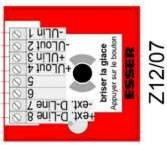 -ULin 1
-ULout 2
+ULin 3
+ULout 4
5
6
-ext. D-Line 7
+ext. D-Line 8
briser la glace
Appuyer sur le bouton
ESSER
Z12/07